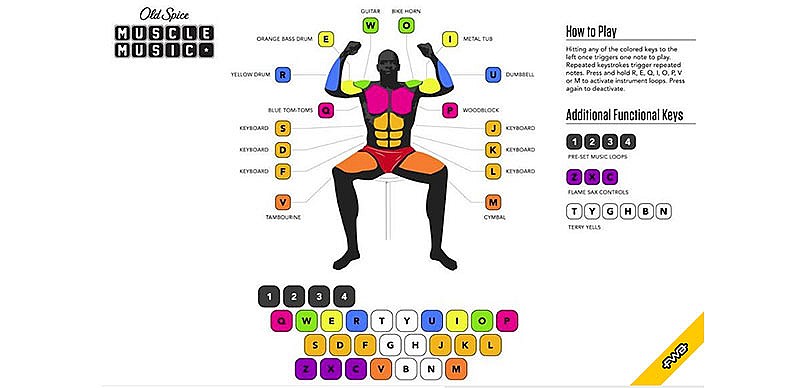 Old Spice
MUSCLE
MUSIC
GUITAR
BIKE HORN
W
O
ORANGE BASS DRUM
E
I
METAL TUB
YELLOW DRUM
R
U
DUMBBELL
BLUE TOM-TOMS
Q
P
WOODBLOCK
KEYBOARD
S
J
KEYBOARD
KEYBOARD
D
K
KEYBOARD
KEYBOARD
F
L
KEYBOARD
V
TAMBOURINE
M
CYMBAL
How to Play
Hitting any of the colored keys to the
left once triggers one note to play.
Repeated keystrokes trigger repeated
notes. Press and hold R, E, Q, I, O, P, V
or M to activate instrument loops. Press
again to deactivate.
Additional Functional Keys
1 2 3 4
PRE-SET MUSIC LOOPS
Z X C
FLAME SAX CONTROLS
T Y G H B N
TERRY YELLS
1 2 3 4
Q W E R T Y U I O P
S D F G H J K L
Z X C V B N M
FWA